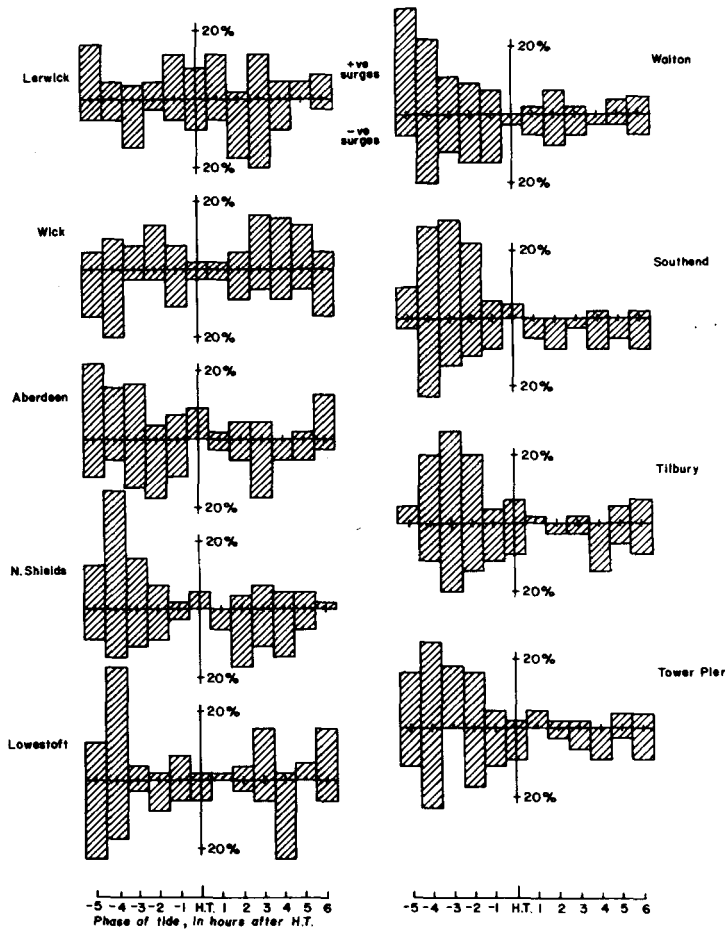 20%
Lerwick
+ve
surges
-ve
surges
20%
20%
Walton
20%
20%
Wick
20%
20%
Southend
20%
20%
Aberdeen
20%
20%
Tilbury
20%
20%
N.Shields
20%
20%
Tower Pier
20%
20%
Lowestoft
20%
-5 -4 -3 -2 -1 H.T. 1 2 3 4 5 6
Phase of tide, in hours after H.T.
-5 -4 -3 -2 -1 H.T. 1 2 3 4 5 6